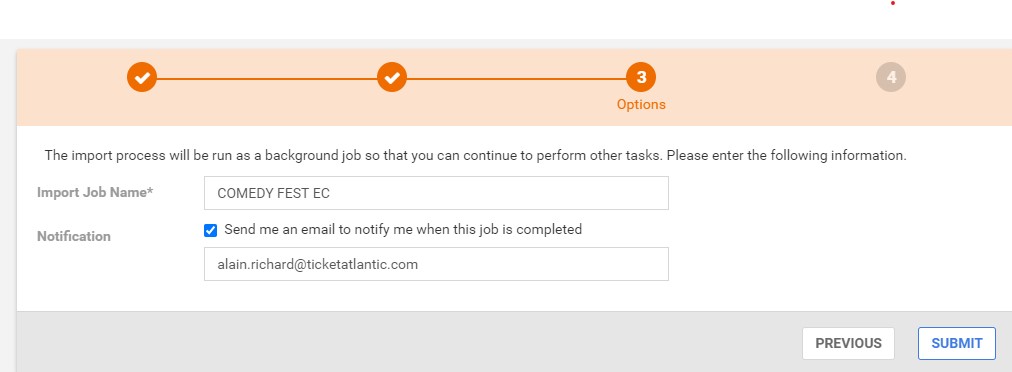 3
4
Options
The import process will be run as a background job so that you can continue to perform other tasks. Please enter the following information.
Import Job Name*
COMEDY FEST EC
Notification
Send me an email to notify me when this job is completed
alain.richard@ticketatlantic.com
PREVIOUS
SUBMIT